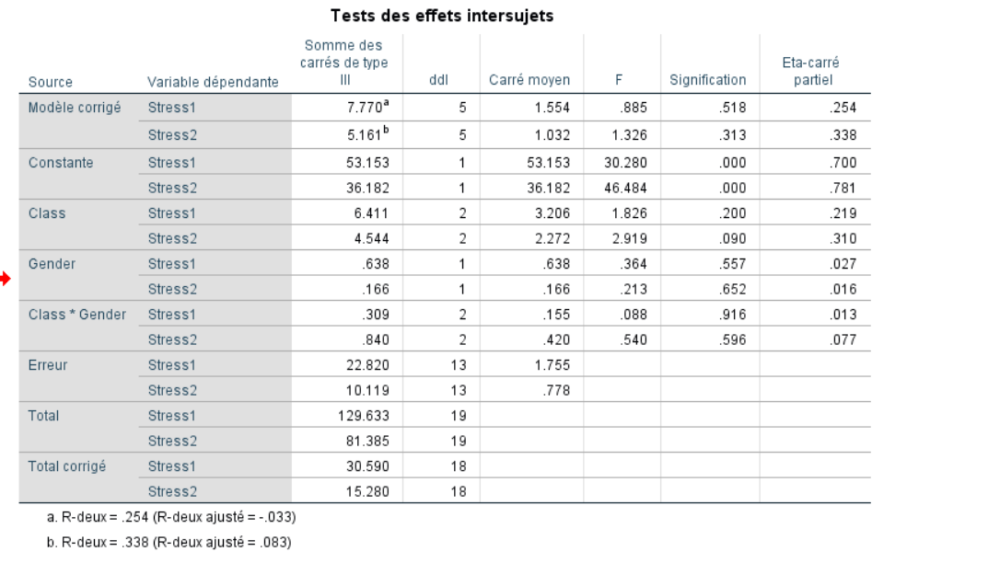 Tests des effets intersujets
Source Variable dépendante Somme des carrés de type III ddl Carré moyen F Signification Eta-carré partiel
Modèle corrigé Stress1 7.770a 5 1.554 .885 .518 .254
Stress2 5.161b 5 1.032 1.326 .313 .338
Constante Stress1 53.153 1 53.153 30.280 .000 .700
Stress2 36.182 1 36.182 46.484 .000 .781
Class Stress1 6.411 2 3.206 1.826 .200 .219
Stress2 4.544 2 2.272 2.919 .090 .310
Gender Stress1 .638 1 .638 .364 .557 .027
Stress2 .166 1 .166 .213 .652 .016
Class * Gender Stress1 .309 2 .155 .088 .916 .013
Stress2 .840 2 .420 .540 .596 .077
Erreur Stress1 22.820 13 1.755
Stress2 10.119 13 .778
Total Stress1 129.633 19
Stress2 81.385 19
Total corrigé Stress1 30.590 18
Stress2 15.280 18
a. R-deux = .254 (R-deux ajusté = -.033)
b. R-deux = .338 (R-deux ajusté = .083)